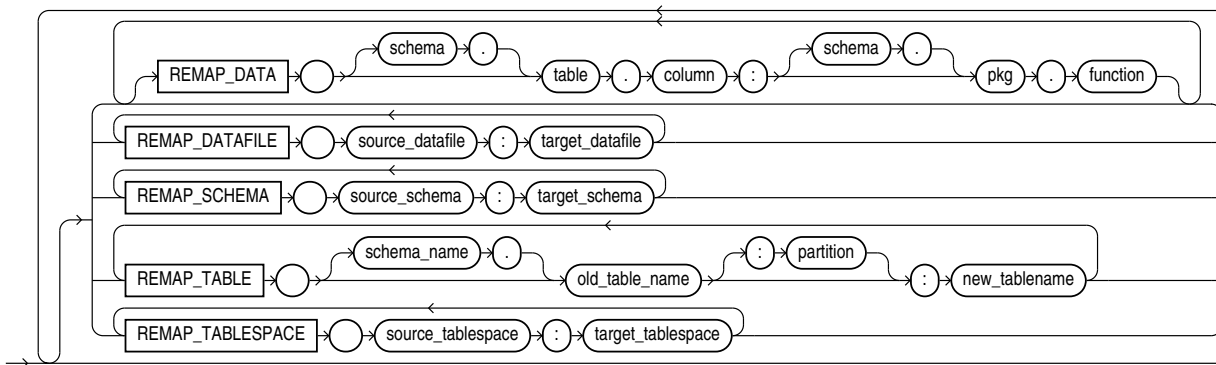 schema . schema .
REMAP_DATA table . column : pkg . function
REMAP_DATAFILE source_datafile : target_datafile
REMAP_SCHEMA source_schema : target_schema
schema_name . : partition
REMAP_TABLE old_table_name : new_tablename
REMAP_TABLESPACE source_tablespace : target_tablespace